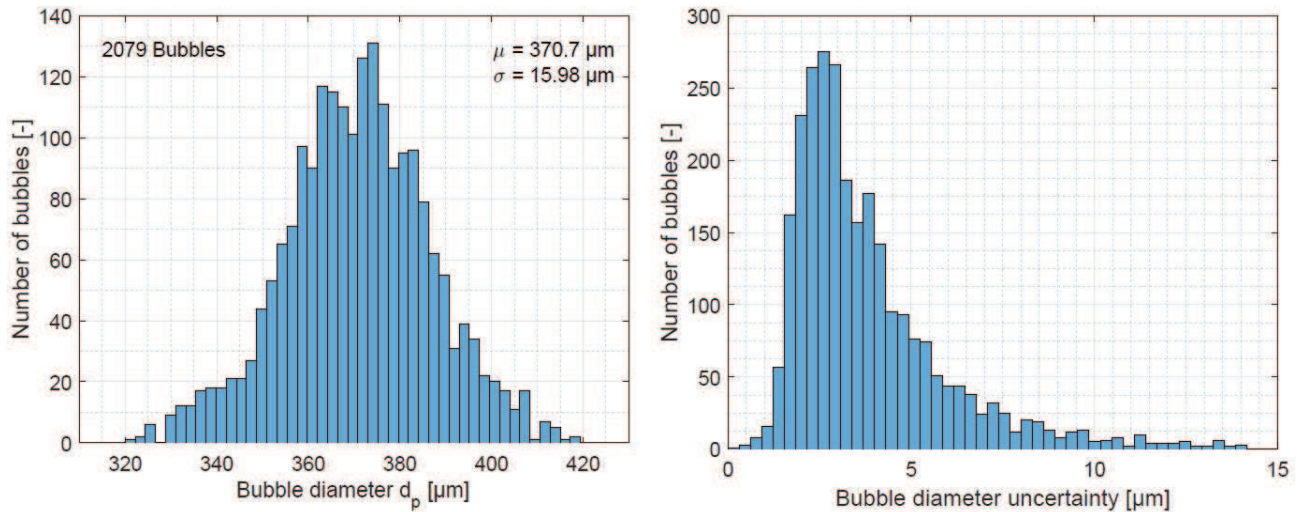 2079 Bubbles
μ = 370.7 μm
σ = 15.98 μm
Number of bubbles [-]
140
120
100
80
60
40
20
0
320 340 360 380 400 420
Bubble diameter dp [μm]
Number of bubbles [-]
300
250
200
150
100
50
0
0 5 10 15
Bubble diameter uncertainty [μm]